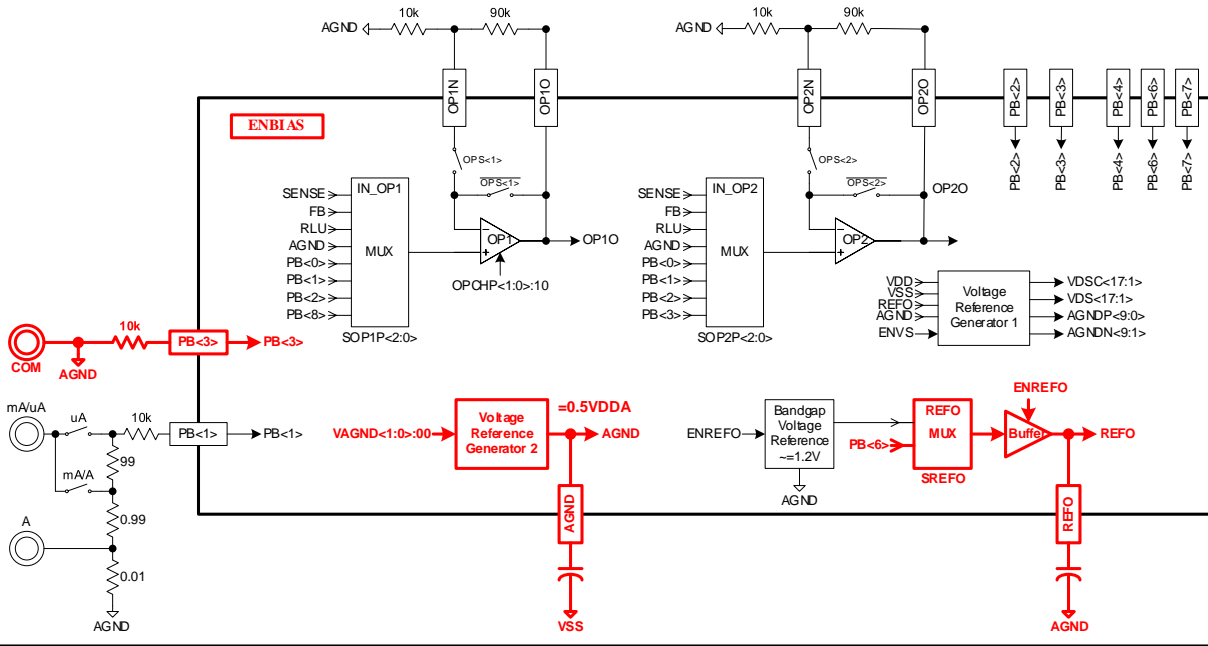 10k
90k
AGND
OP1N
OP1O
10k
90k
AGND
OP2N
OP2O
PB<2>
PB<3>
PB<4>
PB<6>
PB<7>
PB<2>
PB<3>
PB<4>
PB<6>
PB<7>
ENBIAS
OPS<1>
OPS<1>
OPS<2>
OPS<2>
SENSE
FB
RLU
AGND
PB<0>
PB<1>
PB<2>
PB<8>
IN_OP1
MUX
SOP1P<2:0>
OP1
OP1O
OPCHP<1:0>:10
SENSE
FB
RLU
AGND
PB<0>
PB<1>
PB<2>
PB<3>
IN_OP2
MUX
SOP2P<2:0>
OP2
OP2O
VDD
VSS
REFO
AGND
ENVS
Voltage
Reference
Generator 1
VDSC<17:1>
VDS<17:1>
AGNDP<9:0>
AGNDN<9:1>
COM
AGND
10k
PB<3>
PB<3>
mA/uA
uA
10k
PB<1>
PB<1>
99
mA/A
0.99
A
0.01
AGND
VAGND<1:0>:00
Voltage
Reference
Generator 2
=0.5VDDA
AGND
AGND
VSS
ENREFO
Bandgap
Voltage
Reference
~=1.2V
AGND
PB<6>
REFO
MUX
SREFO
ENREFO
Buffer
REFO
REFO
AGND